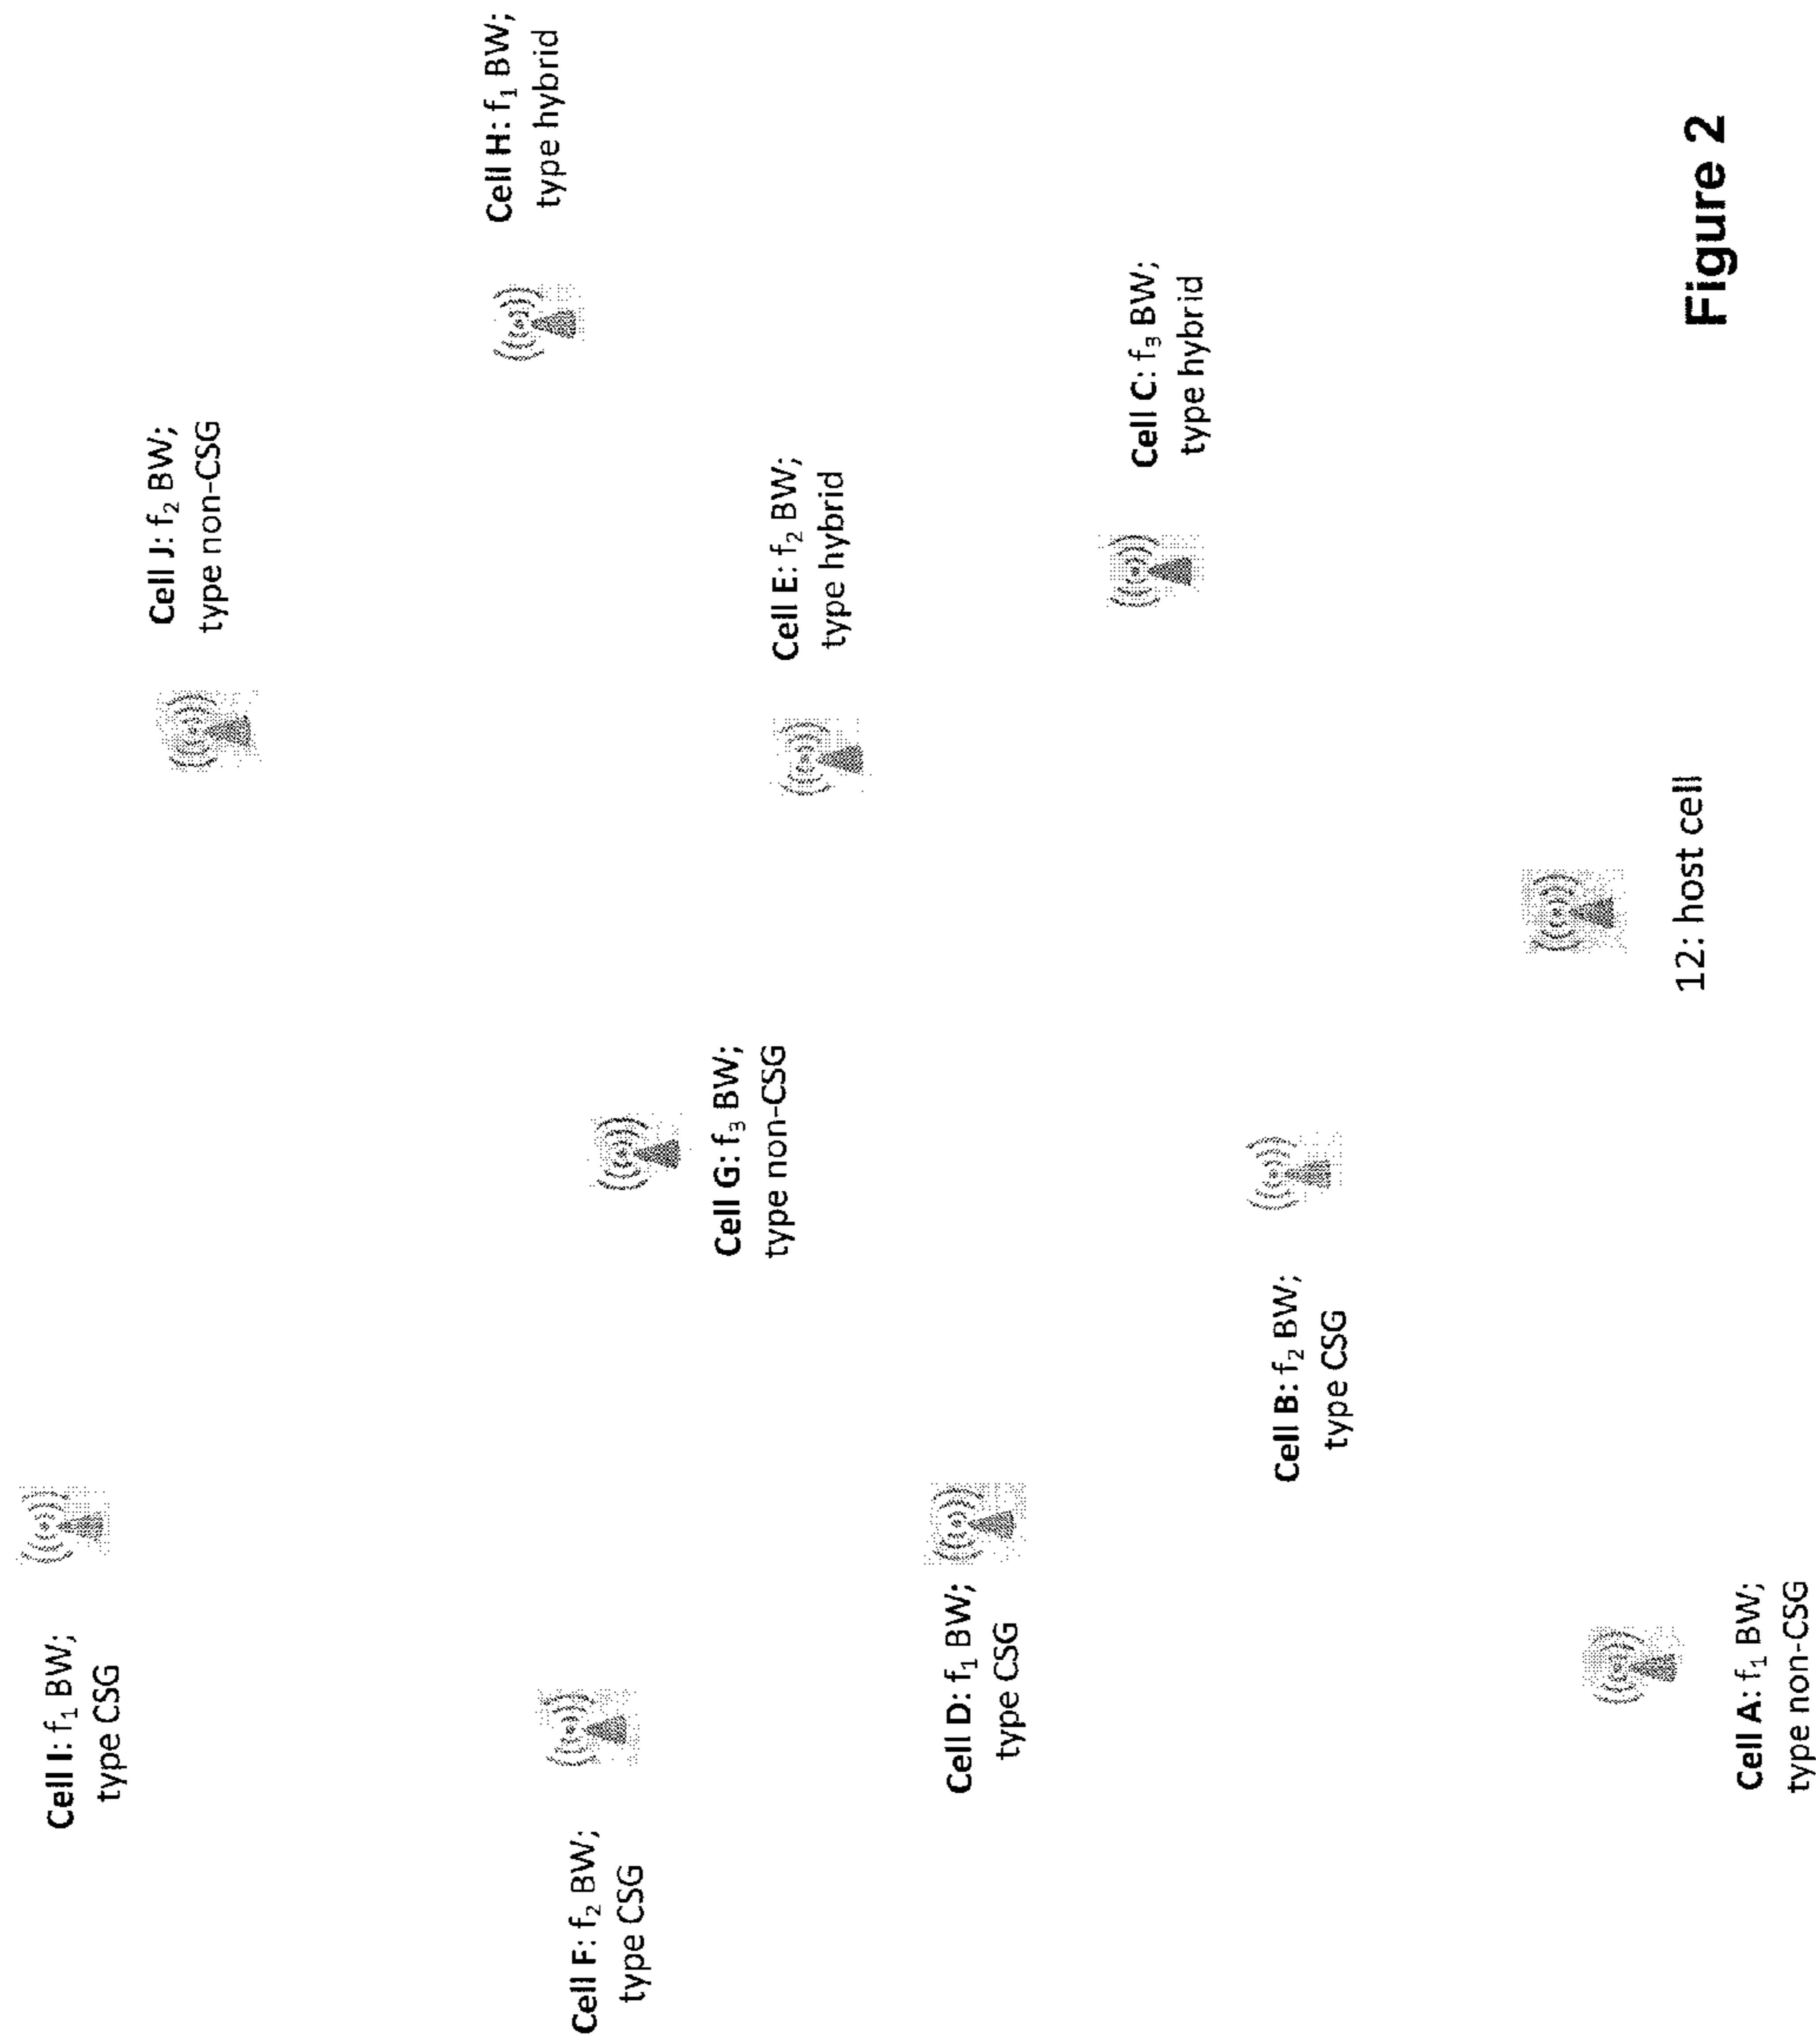 Cell I: f₁ BW;
type CSG
Cell J: f₂ BW;
type non-CSG
Cell F: f₂ BW;
type CSG
Cell G: f₃ BW;
type non-CSG
Cell H: f₁ BW;
type hybrid
Cell E: f₂ BW;
type hybrid
Cell D: f₁ BW;
type CSG
Cell C: f₃ BW;
type hybrid
Cell B: f₂ BW;
type CSG
Cell A: f₁ BW;
type non-CSG
12: host cell
Figure 2